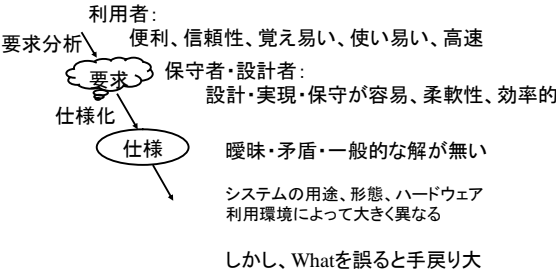 利用者：
要求分析
便利、信頼性、覚え易い、使い易い、高速
要求
保守者・設計者：
設計・実現・保守が容易、柔軟性、効率的
仕様化
仕様
曖昧・矛盾・一般的な解が無い
システムの用途、形態、ハードウェア
利用環境によって大きく異なる
しかし、Whatを誤ると手戻り大